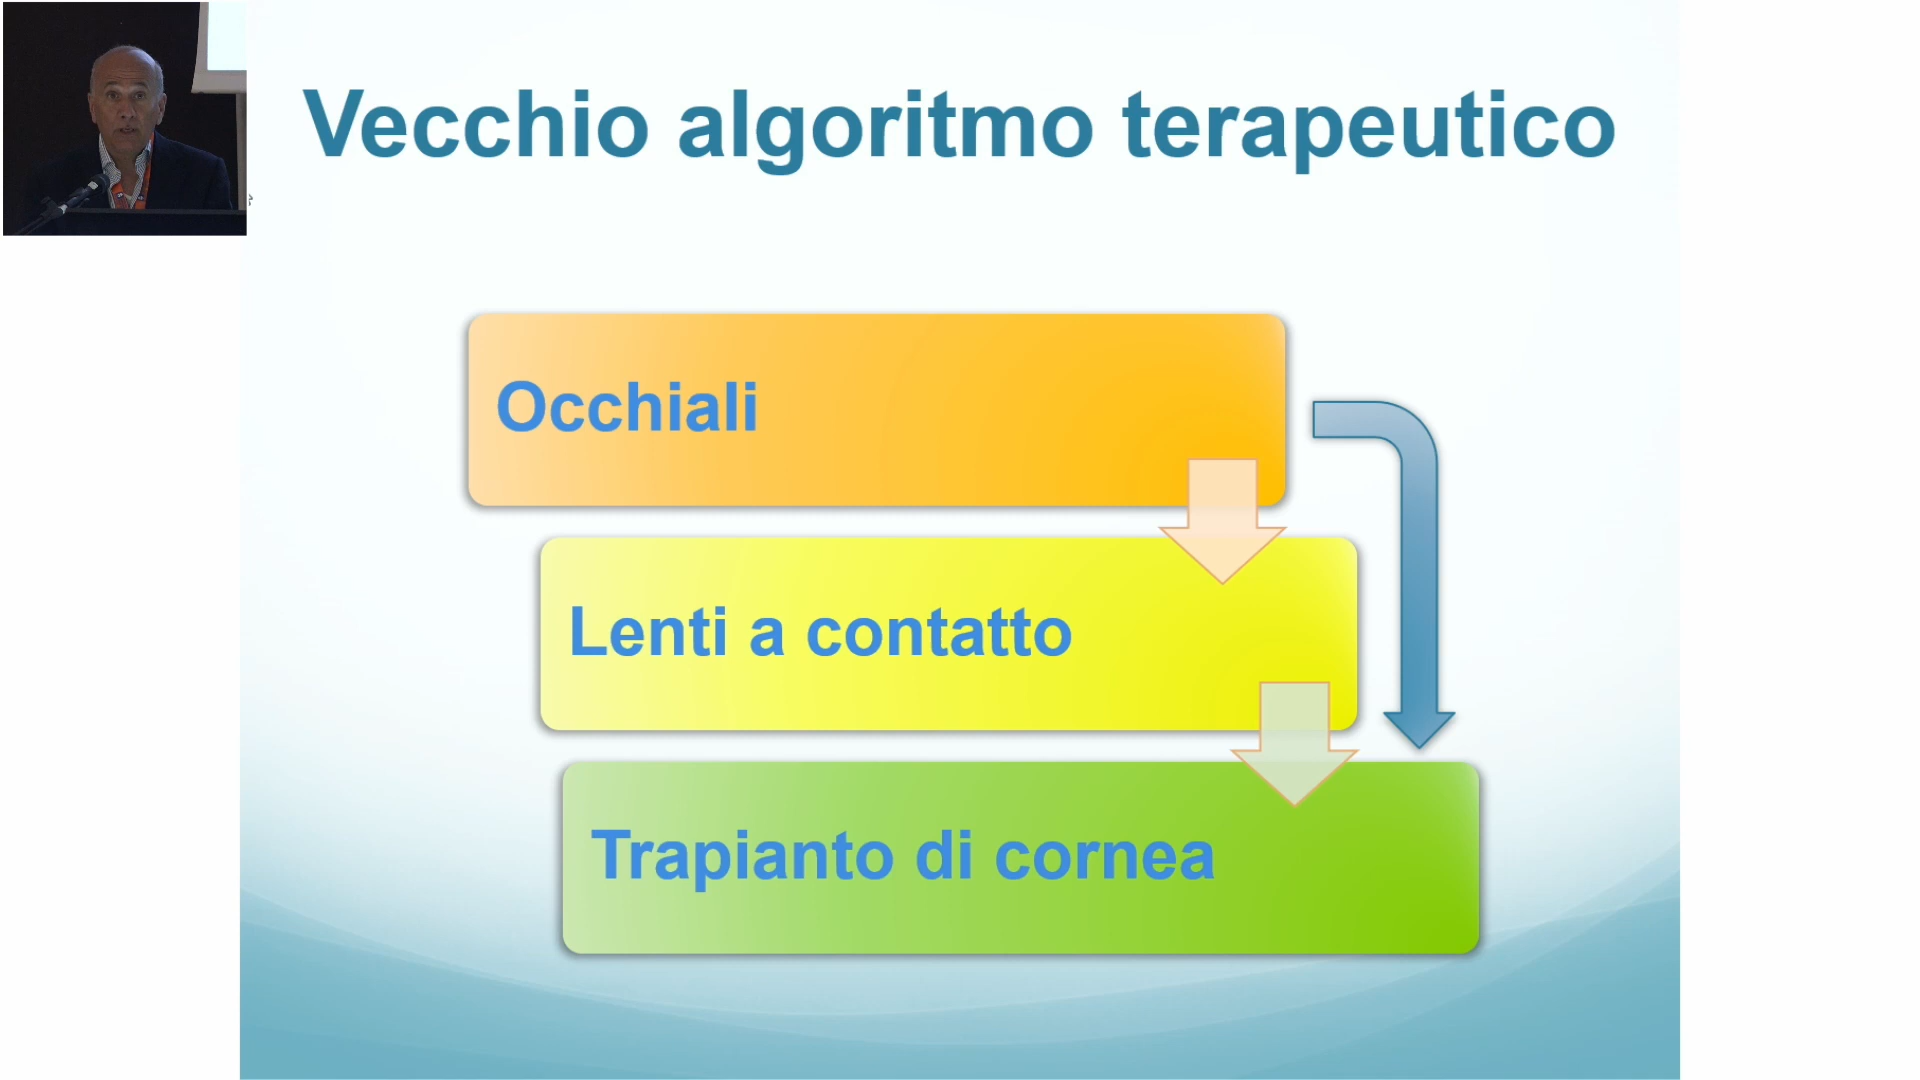 Vecchio algoritmo terapeutico
Occhiali
Lenti a contatto
Trapianto di cornea